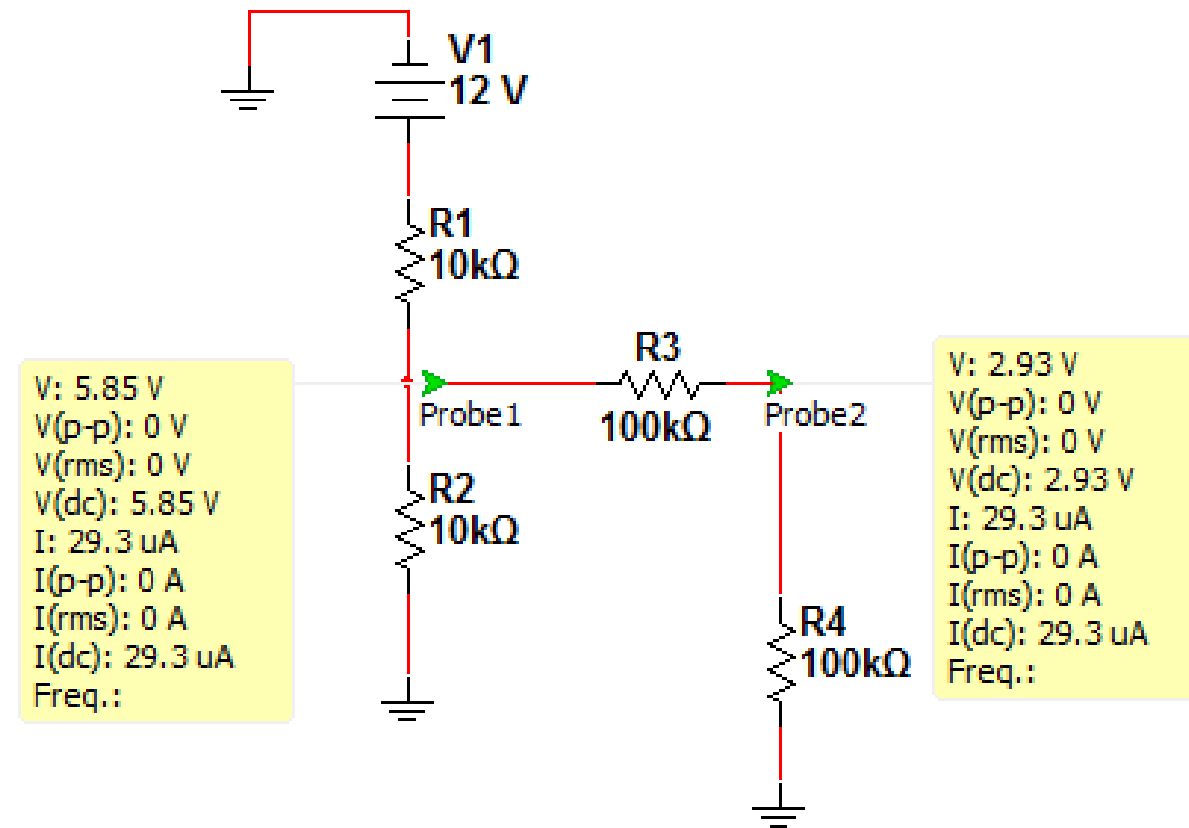 V1
12 V
R1
10kΩ
R3
100kΩ
Probe1
Probe2
R2
10kΩ
R4
100kΩ
V: 5.85 V
V(p-p): 0 V
V(rms): 0 V
V(dc): 5.85 V
I: 29.3 uA
I(p-p): 0 A
I(rms): 0 A
I(dc): 29.3 uA
Freq.:
V: 2.93 V
V(p-p): 0 V
V(rms): 0 V
V(dc): 2.93 V
I: 29.3 uA
I(p-p): 0 A
I(rms): 0 A
I(dc): 29.3 uA
Freq.: